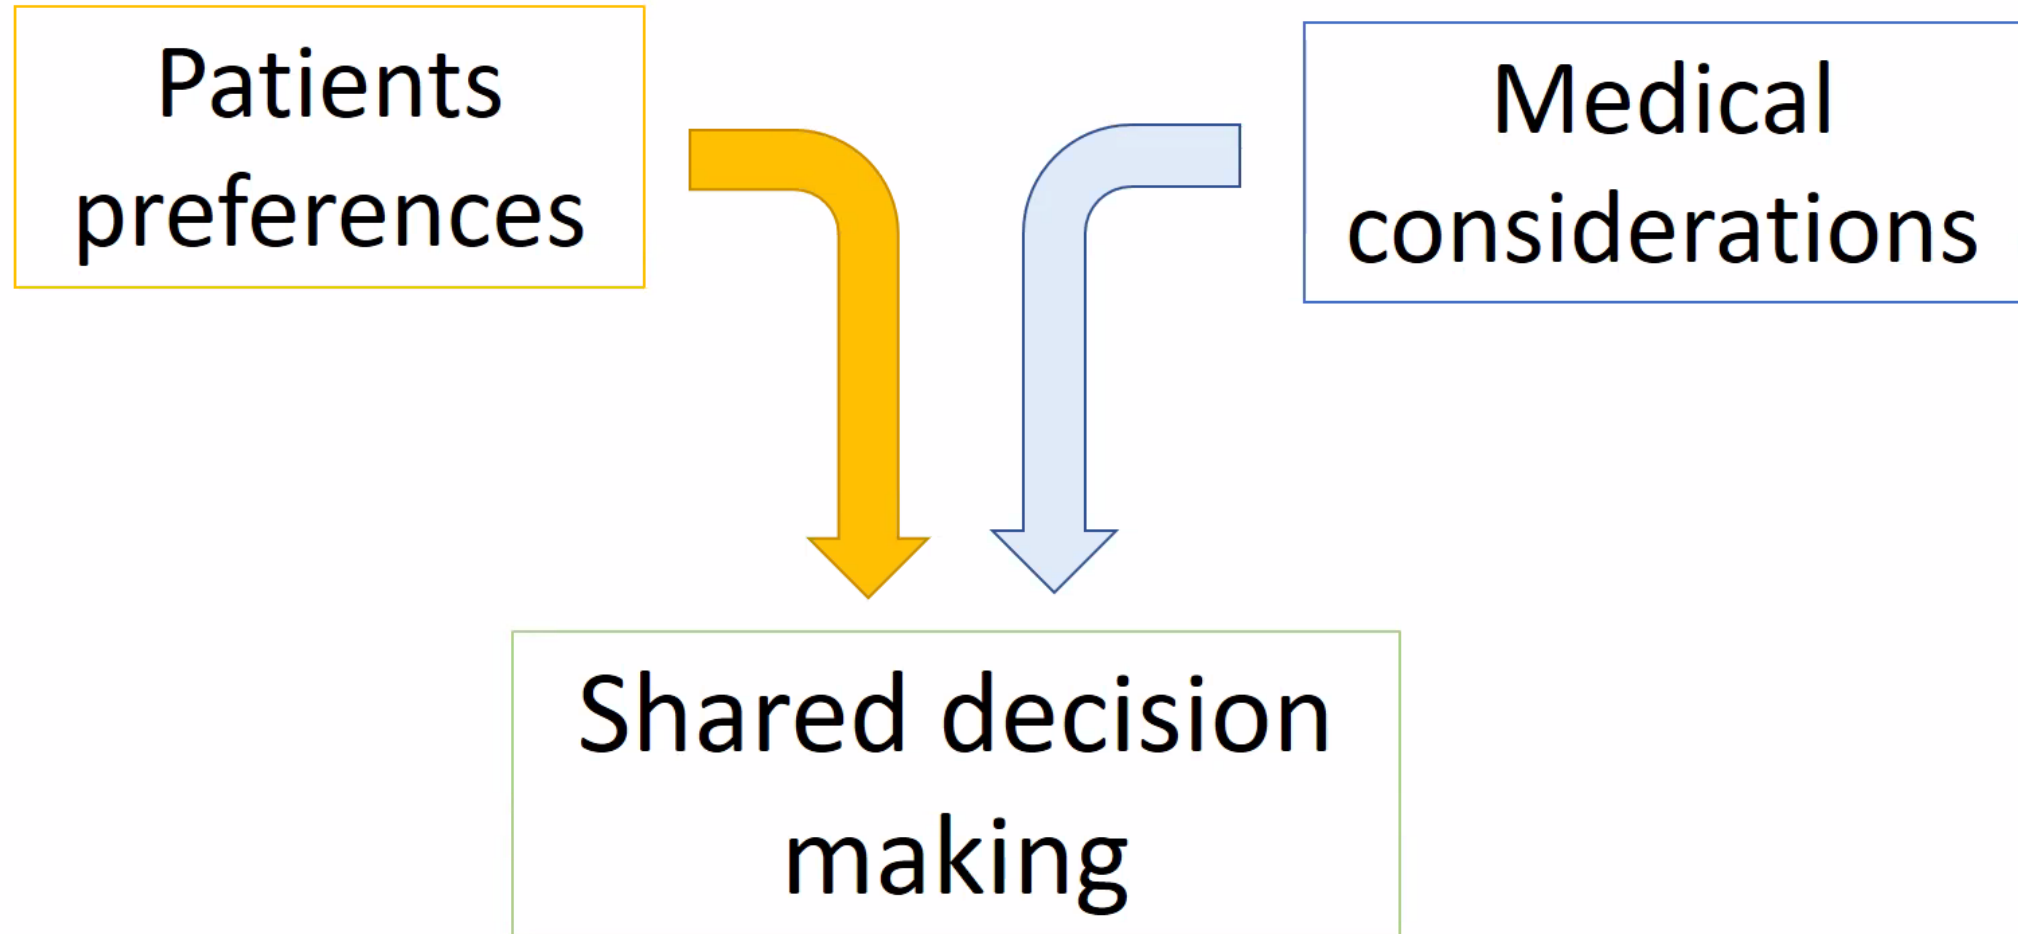 Patients
preferences
Medical
considerations
Shared decision
making